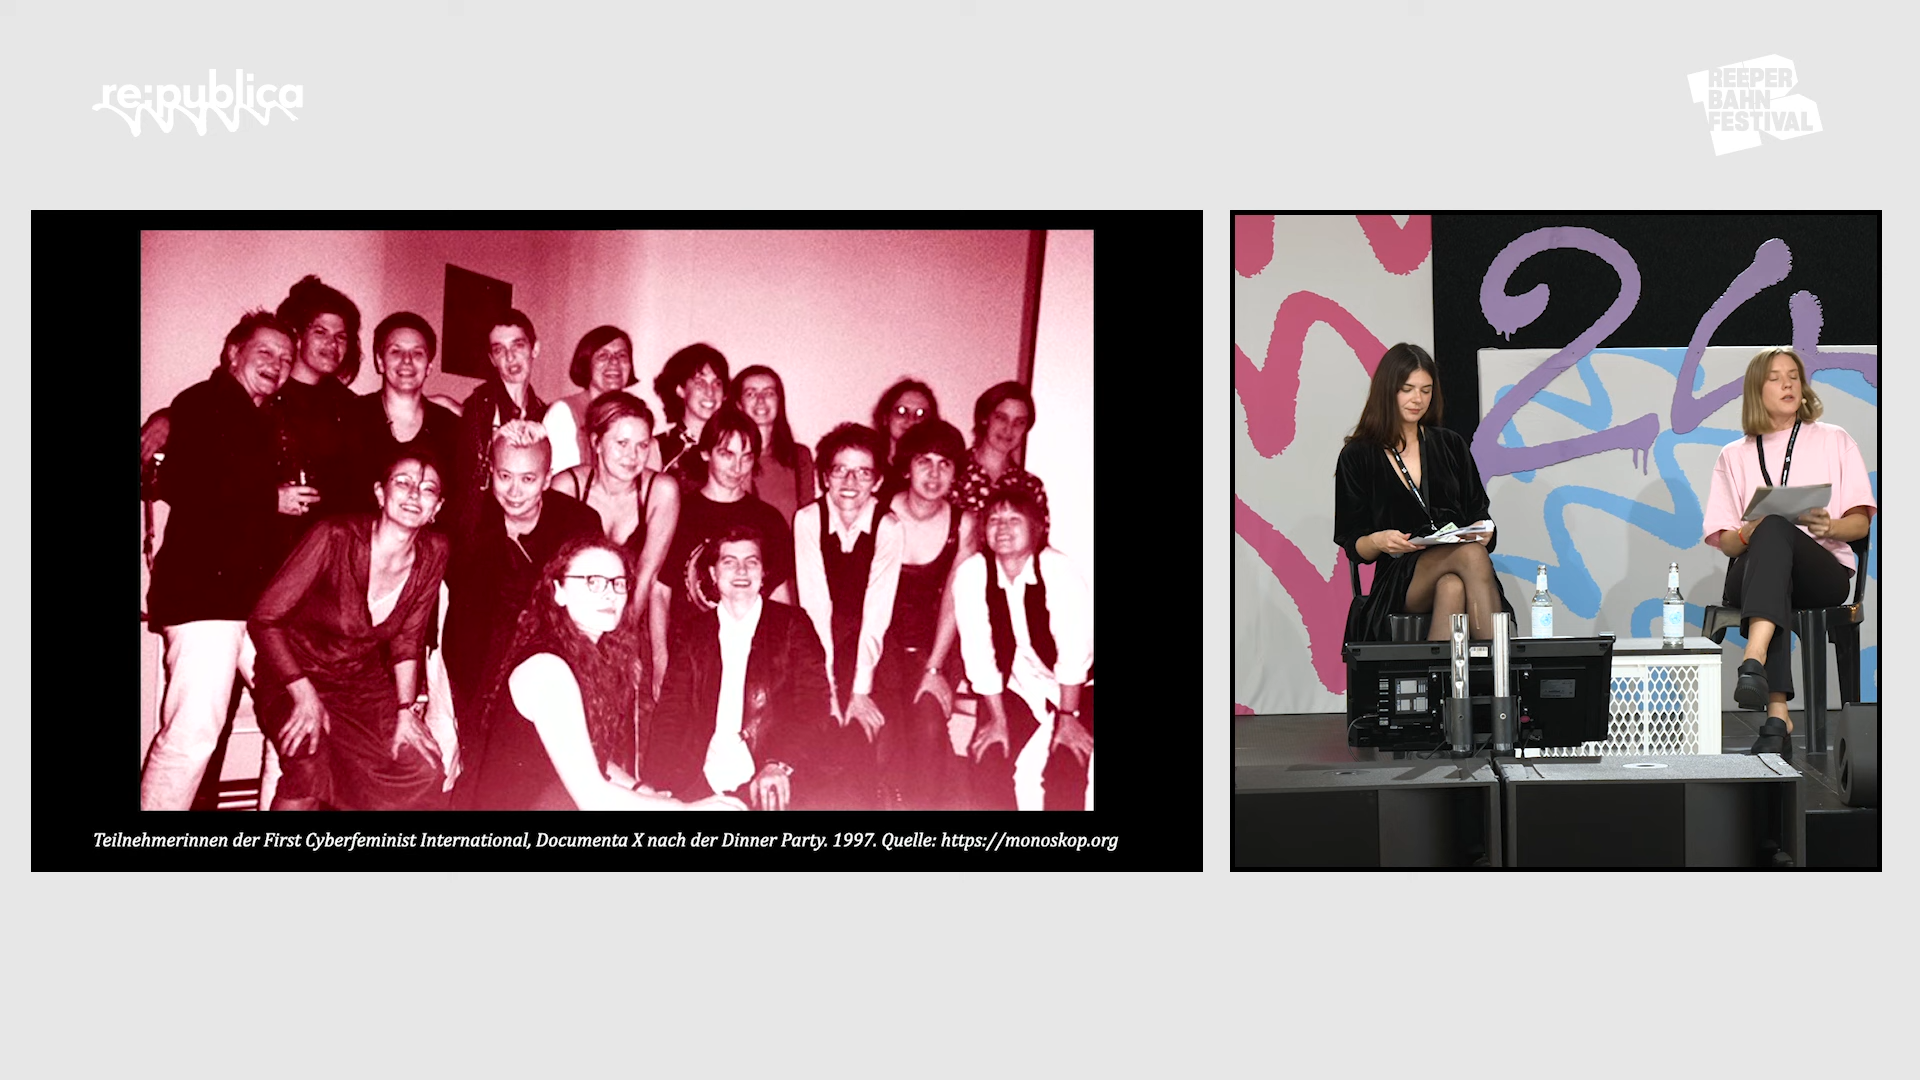 re:publica
REEPER
BAHN
FESTIVAL
24
Teilnehmerinnen der First Cyberfeminist International, Documenta X nach der Dinner Party. 1997. Quelle: https://monoskop.org